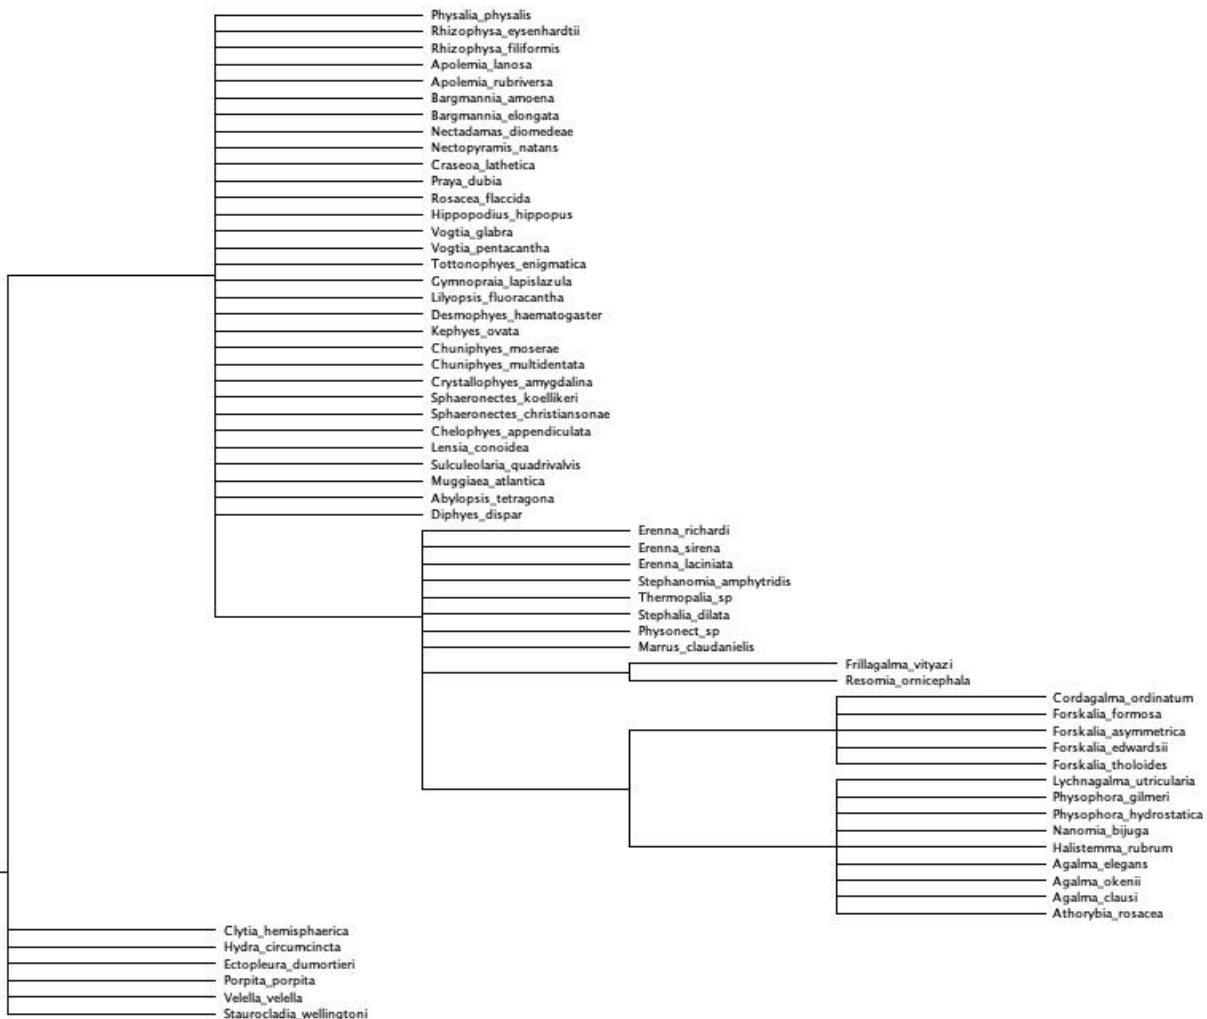 Physalia_physalis
Rhizophysa_eysenhardtii
Rhizophysa_filiformis
Apolemia_lanosa
Apolemia_rubriversa
Bargmannia_amoena
Bargmannia_elongata
Nectadamas_diomedeae
Nectopyramis_natans
Craseoa_lathetica
Praya_dubia
Rosacea_flaccida
Hippopodius_hippopus
Vogtia_glabra
Vogtia_pentacantha
Tottonophyes_enigmatica
Gymnopraia_lapislazula
Lilyopsis_fluoracantha
Desmophyes_haematogaster
Kephyes_ovata
Chuniphyes_moserae
Chuniphyes_multidentata
Crystallophyes_amygdalina
Sphaeronectes_koellikeri
Sphaeronectes_christiansonae
Chelophyes_appendiculata
Lensia_conoidea
Sulculeolaria_quadrivalvis
Muggiaea_atlantica
Abylopsis_tetragona
Diphyes_dispar
Erenna_richardi
Erenna_sirena
Erenna_laciniata
Stephanomia_amphytridis
Thermopalia_sp
Stephalia_dilata
Physonect_sp
Marrus_claudanielis
Frillagalma_vityazi
Resomia_ornicephala
Cordagalma_ordinatum
Forskalia_formosa
Forskalia_asymmetrica
Forskalia_edwardsii
Forskalia_tholoides
Lychnagalma_utricularia
Physophora_gilmeri
Physophora_hydrostatica
Nanomia_bijuga
Halistemma_rubrum
Agalma_elegans
Agalma_okenii
Agalma_clausi
Athorybia_rosacea
Clytia_hemisphaerica
Hydra_circumcincta
Ectopleura_dumortieri
Porpita_porpita
Velella_velella
Staurocladia_wellingtoni